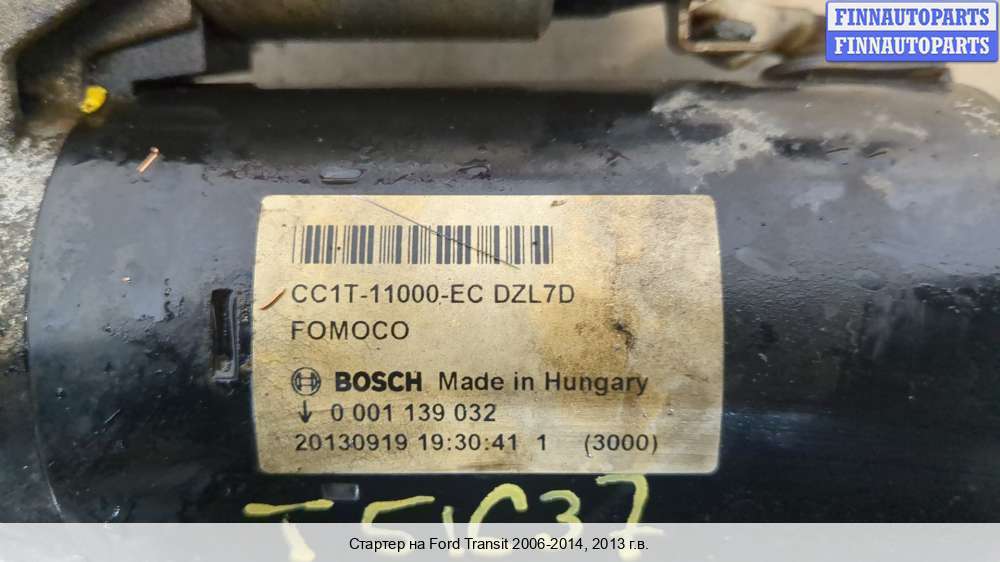 FINNAUTOPARTS
FINNAUTOPARTS
CC1T-11000-EC DZL7D
FOMOCO
BOSCH Made in Hungary
↓ 0 001 139 032
20130919 19:30:41 1 (3000)
Стартер на Ford Transit 2006-2014, 2013 г.в.